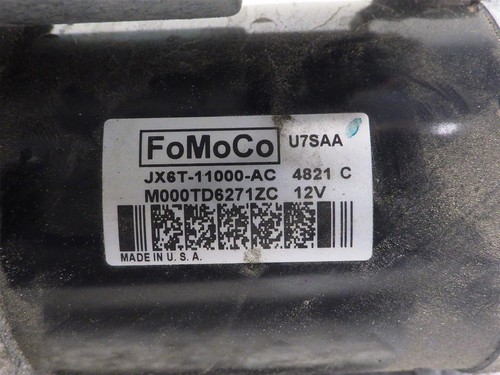 FoMoCo U7SAA
JX6T-11000-AC 4821 C
M000TD6271ZC 12V
MADE IN U.S.A.